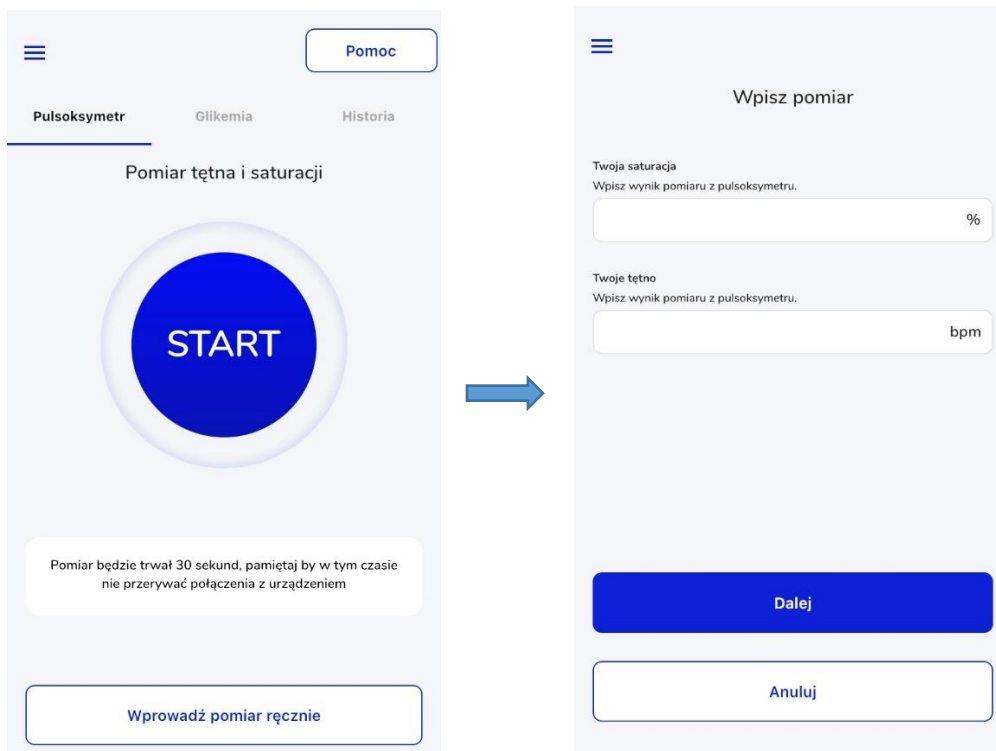 Pomoc
Pulsoksymetr
Glikemia
Historia
Pomiar tętna i saturacji
START
Pomiar będzie trwał 30 sekund, pamiętaj by w tym czasie
nie przerywać połączenia z urządzeniem
Wprowadź pomiar ręcznie
Wpisz pomiar
Twoja saturacja
Wpisz wynik pomiaru z pulsoksymetru.
%
Twoje tętno
Wpisz wynik pomiaru z pulsoksymetru.
bpm
Dalej
Anuluj